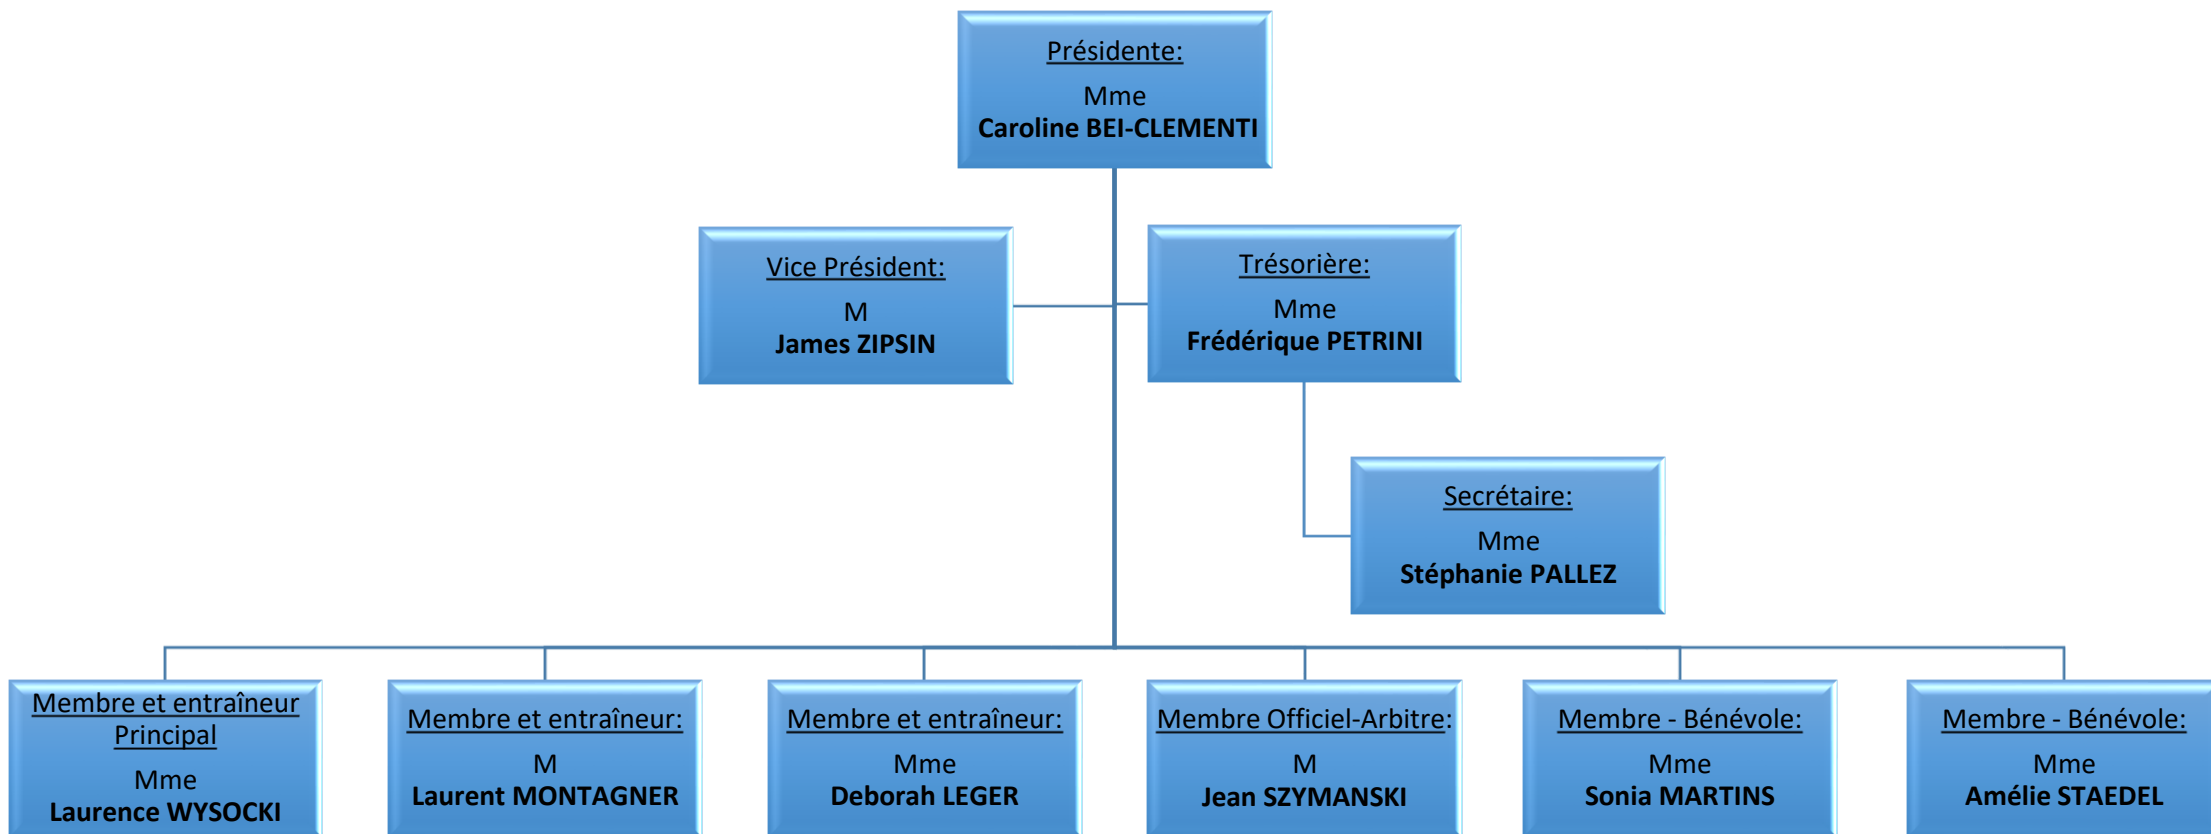 Présidente:
Mme
Caroline BEI-CLEMENTI
Vice Président:
M
James ZIPSIN
Trésorière:
Mme
Frédérique PETRINI
Secrétaire:
Mme
Stéphanie PALLEZ
Membre et entraîneur
Principal
Mme
Laurence WYSOCKI
Membre et entraîneur:
M
Laurent MONTAGNER
Membre et entraîneur:
Mme
Deborah LEGER
Membre Officiel-Arbitre:
M
Jean SZYMANSKI
Membre - Bénévole:
Mme
Sonia MARTINS
Membre - Bénévole:
Mme
Amélie STAEDEL